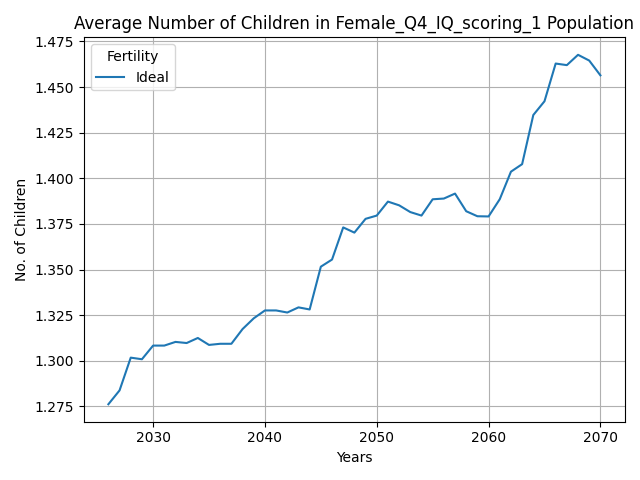 Average Number of Children in Female_Q4_IQ_scoring_1 Population
1.475
1.450
1.425
1.400
1.375
1.350
1.325
1.300
1.275
No. of Children
Fertility
Ideal
2030
2040
2050
2060
2070
Years